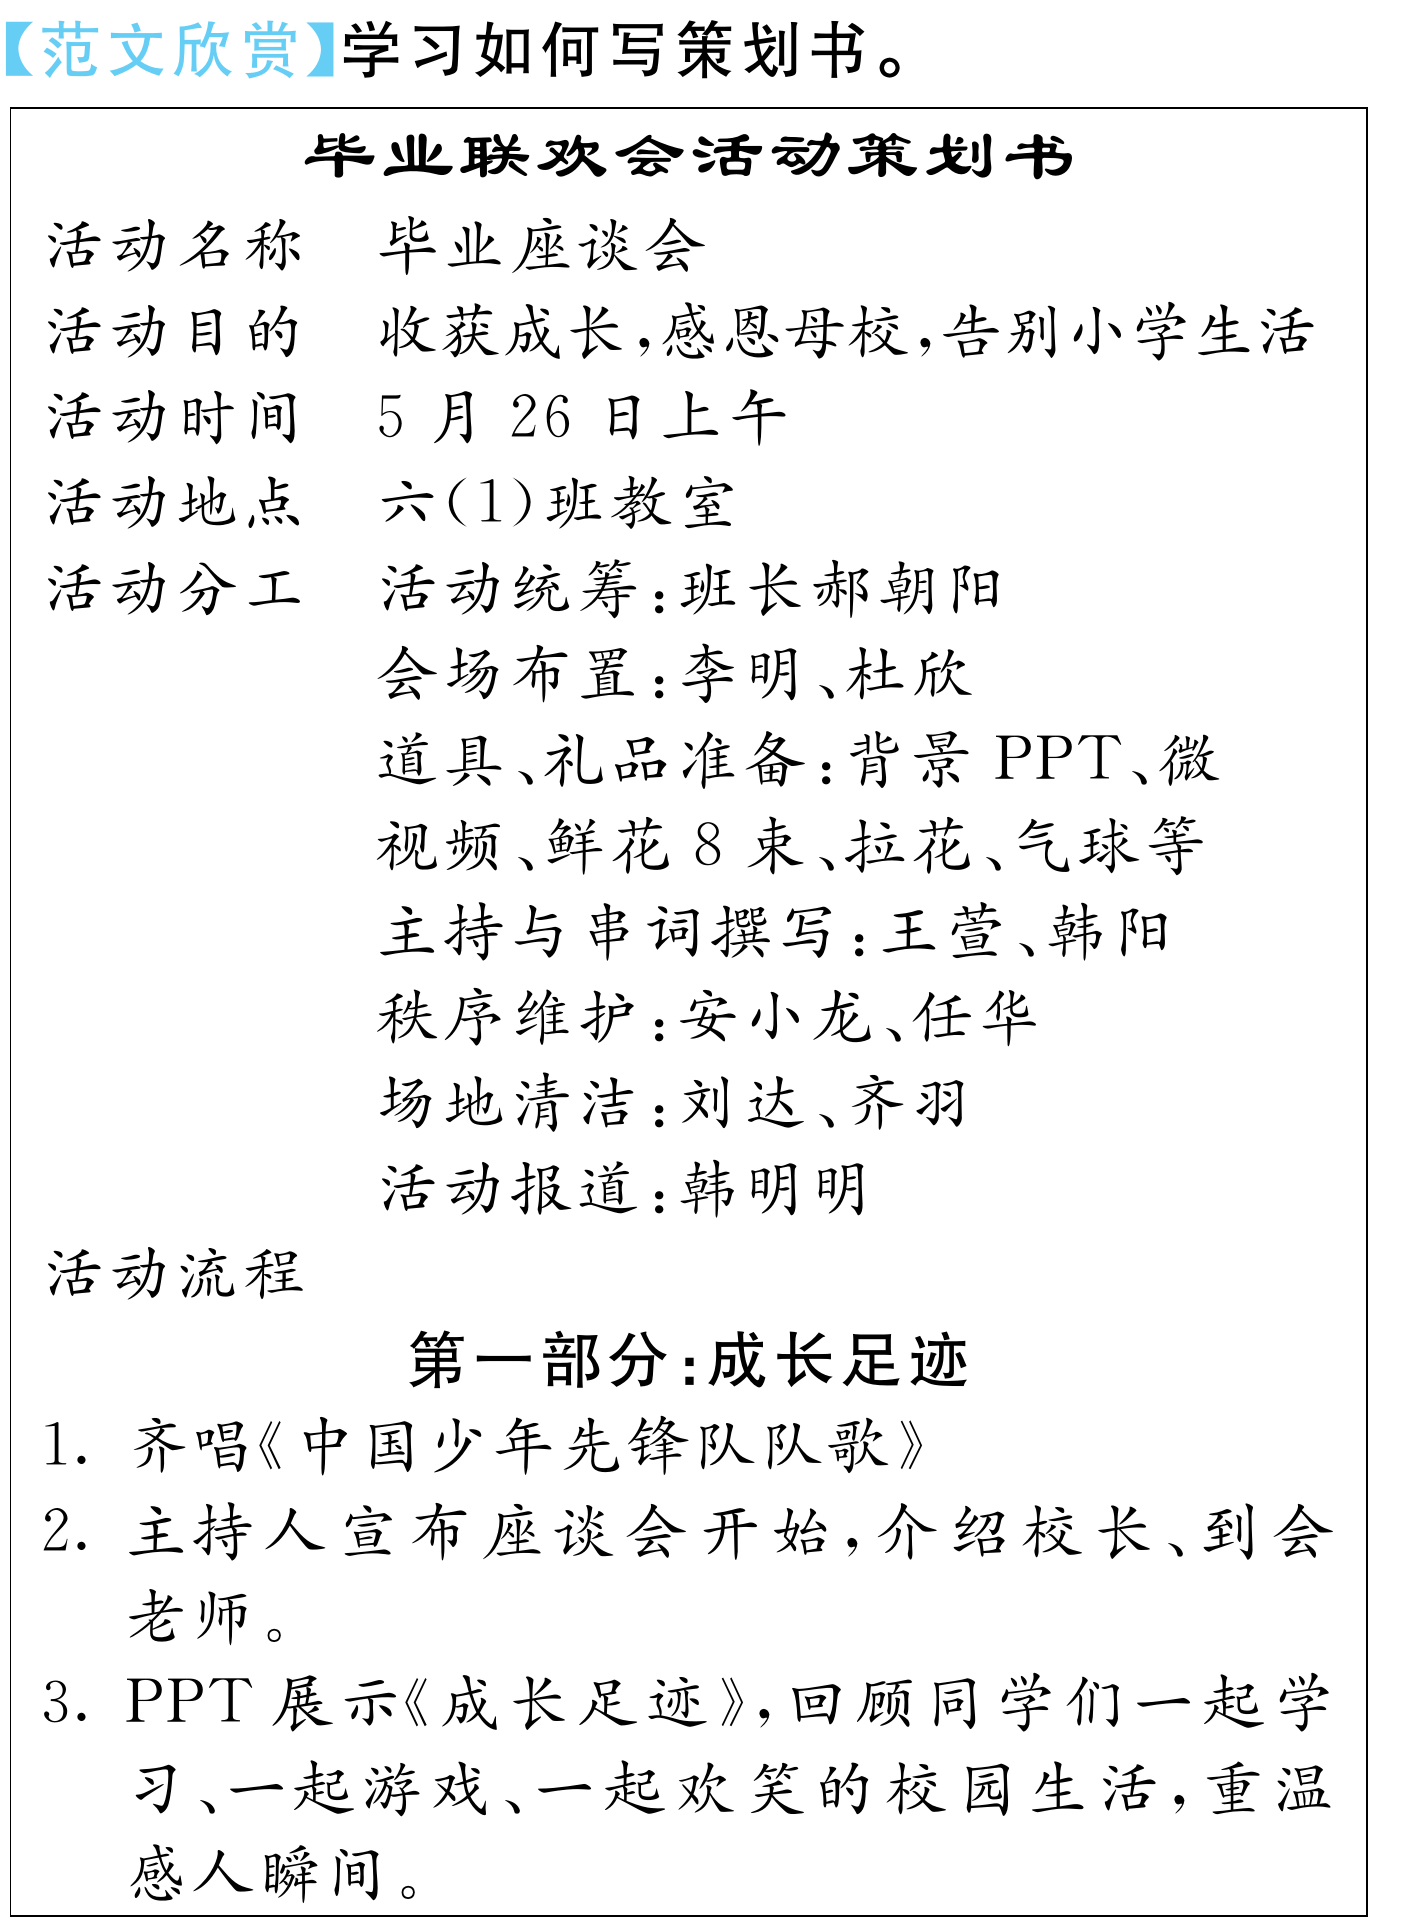 【范文欣赏】学习如何写策划书。
毕业联欢会活动策划书
活动名称 毕业座谈会
活动目的 收获成长,感恩母校,告别小学生活
活动时间 5 月 26 日上午
活动地点 六(1)班教室
活动分工 活动统筹:班长郝朝阳
会场布置:李明、杜欣
道具、礼品准备:背景 PPT、微
视频、鲜花 8 束、拉花、气球等
主持与串词撰写:王萱、韩阳
秩序维护:安小龙、任华
场地清洁:刘达、齐羽
活动报道:韩明明
活动流程
第一部分:成长足迹
1. 齐唱《中国少年先锋队队歌》
2. 主持人宣布座谈会开始,介绍校长、到会
老师。
3. PPT 展示《成长足迹》,回顾同学们一起学
习、一起游戏、一起欢笑的校园生活,重温
感人瞬间。